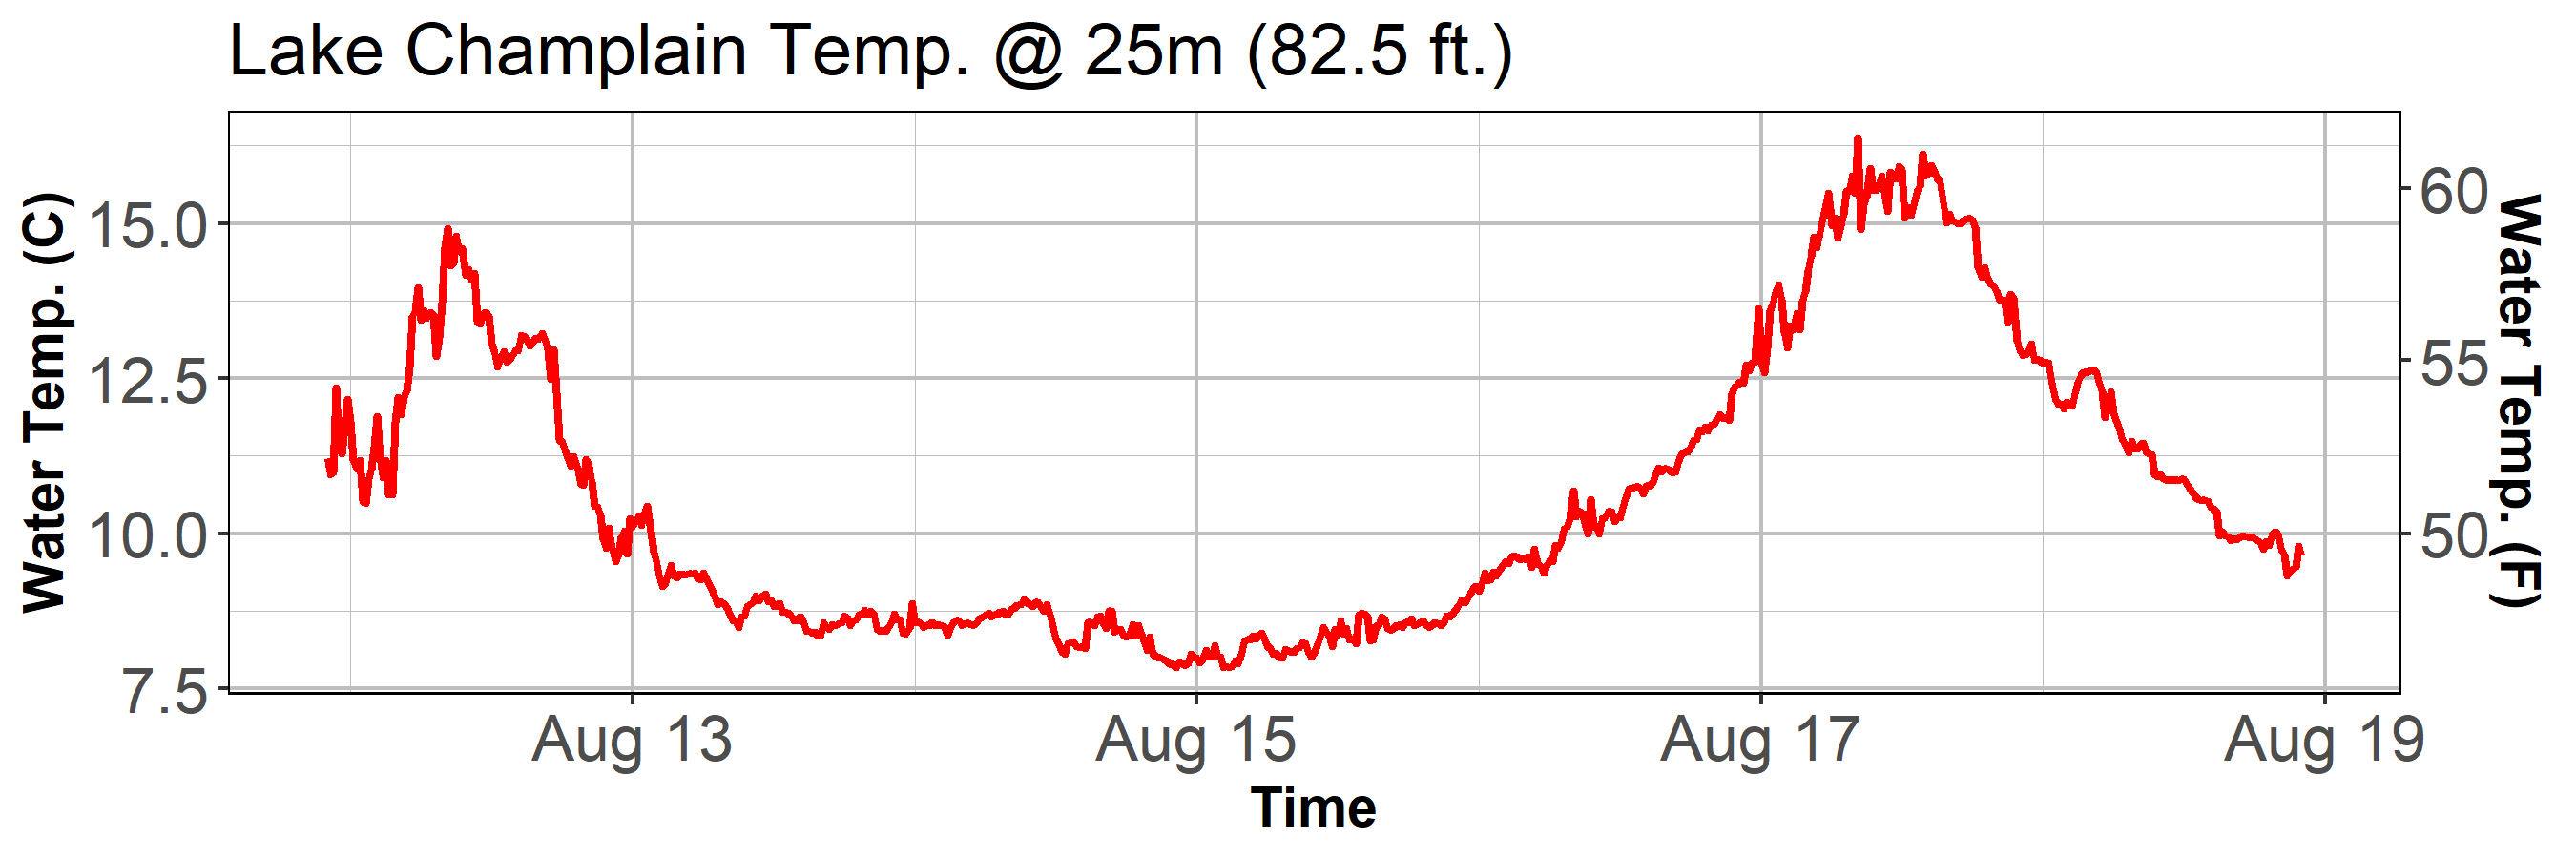 Lake Champlain Temp. @ 25m (82.5 ft.)
Water Temp. (C)
15.0
12.5
10.0
7.5
60
55
50
Water Temp. (F)
Aug 13 Aug 15 Aug 17 Aug 19
Time